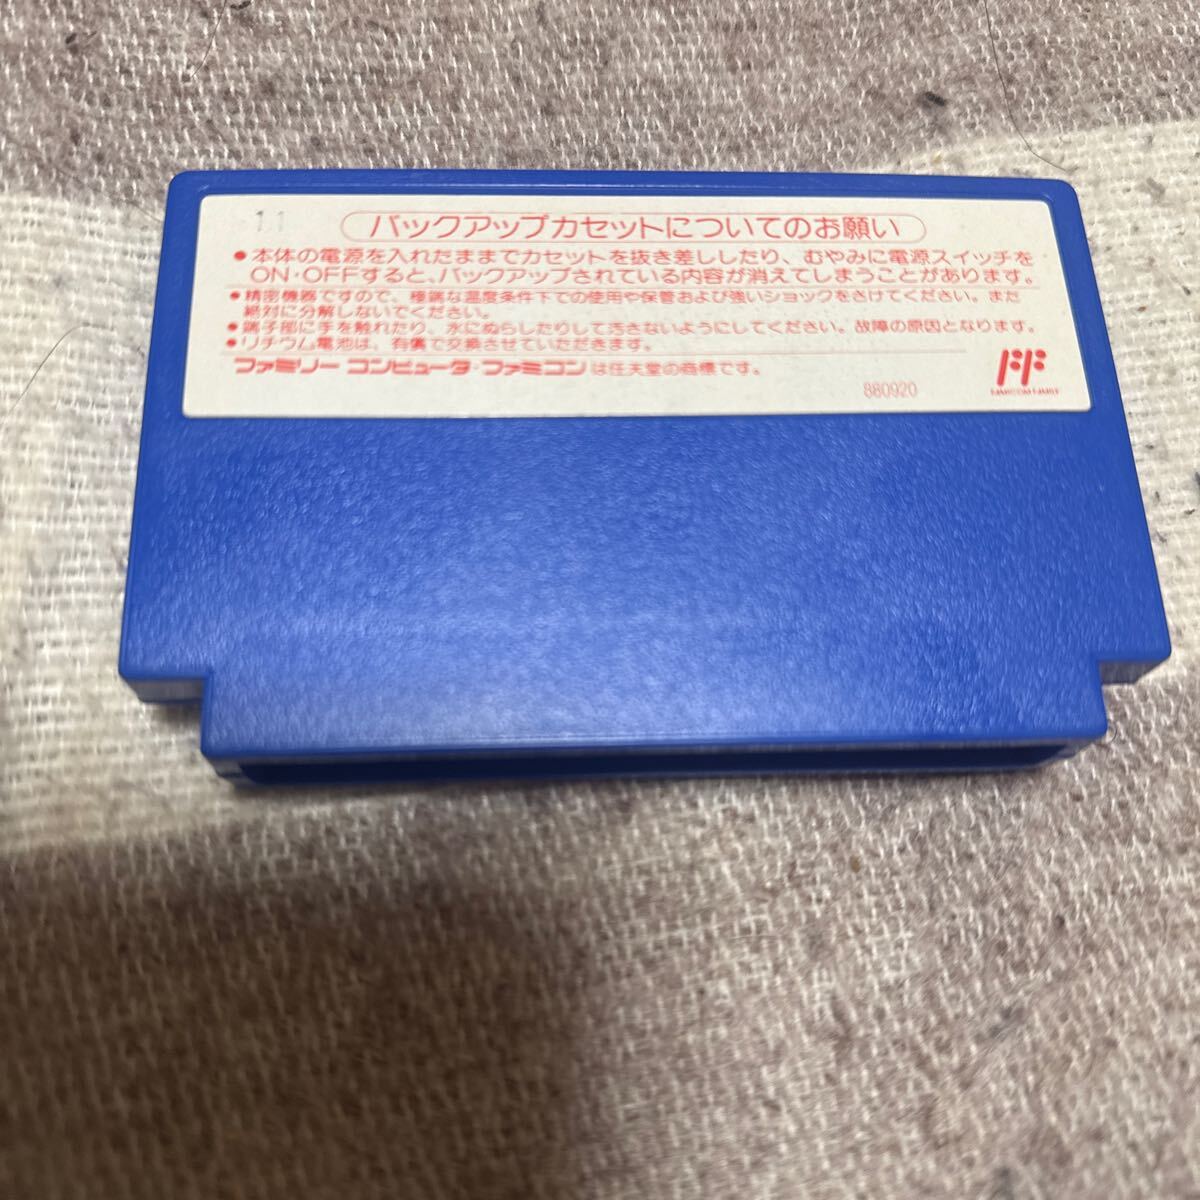 11
バックアップカセットについてのお願い
●本体の電源を入れたままでカセットを抜き差ししたり、むやみに電源スイッチを
ON・OFFすると、バックアップされている内容が消えてしまうことがあります。
●精密機器ですので、極端な温度条件下での使用や保管および強いショックをさけてください。また
絶対に分解しないでください。
●端子部に手を触れたり、水にぬらしたりして汚さないようにしてください。故障の原因となります。
●リチウム電池は、有償で交換させていただきます。
ファミリーコンピュータ・ファミコンは任天堂の商標です。
880920
FF
FAMICOM FAMILY